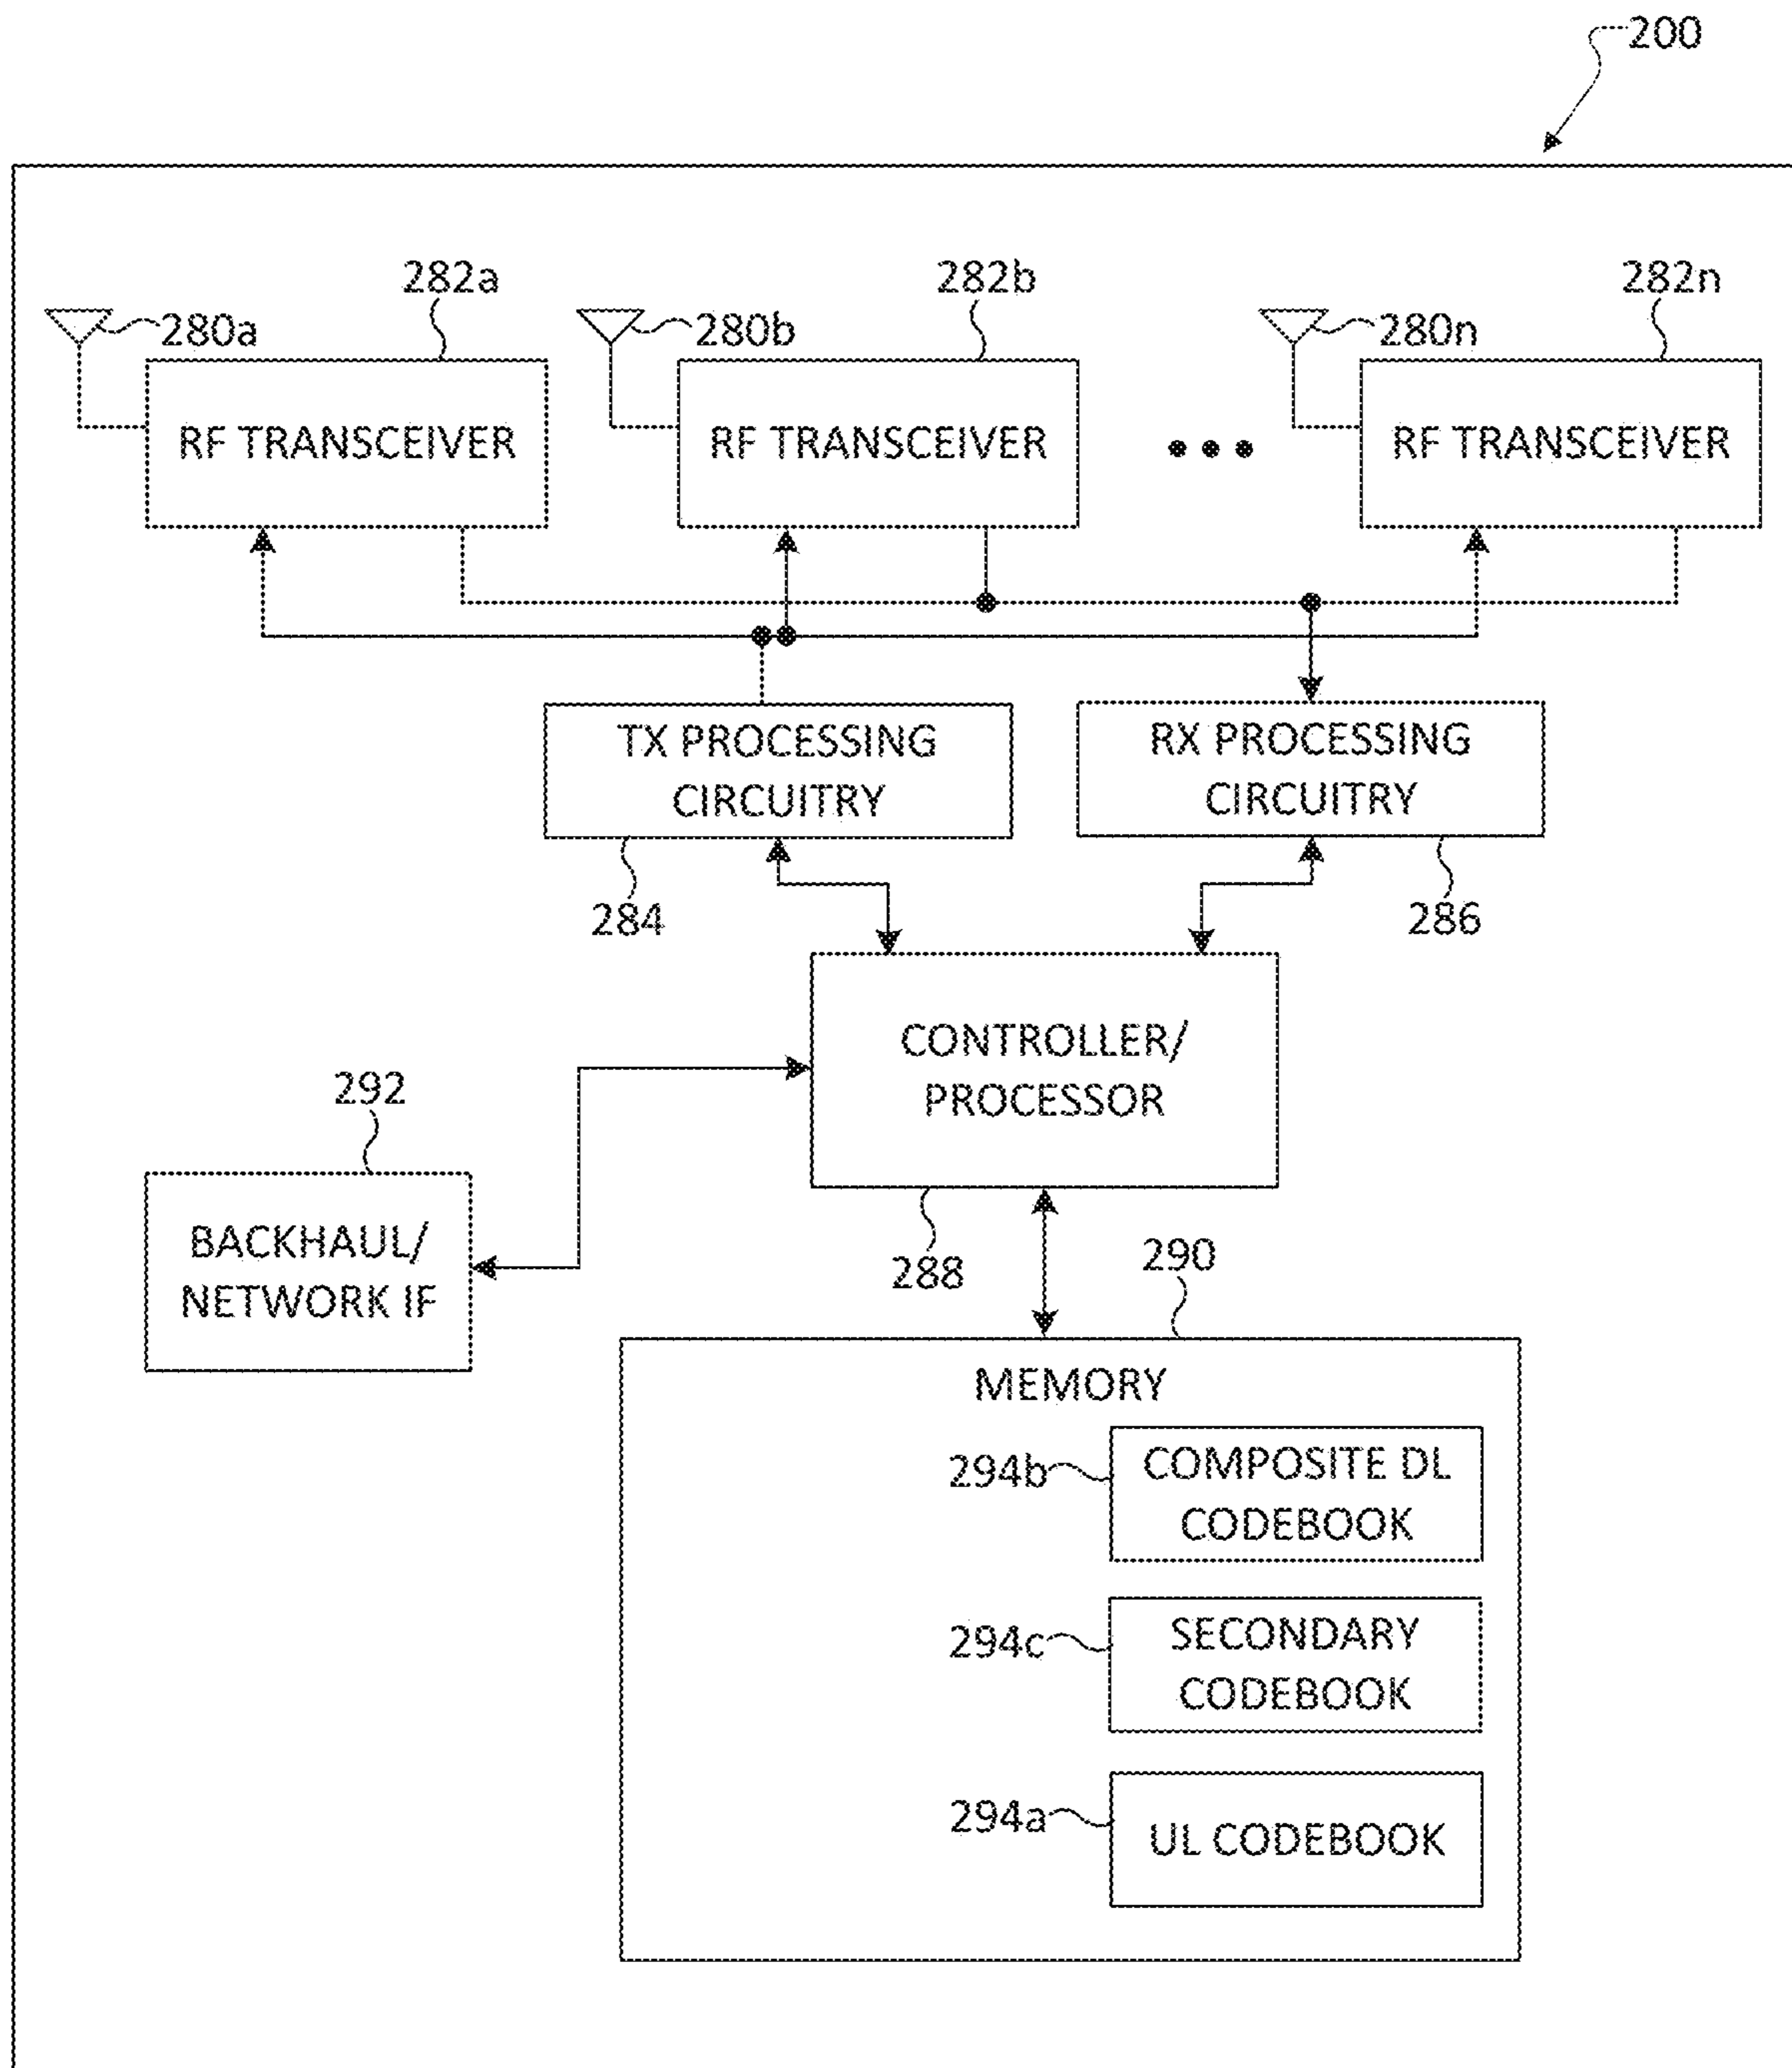 200
282a
282b
282n
280a
280b
280n
RF TRANSCEIVER
RF TRANSCEIVER
RF TRANSCEIVER
TX PROCESSING
CIRCUITRY
RX PROCESSING
CIRCUITRY
284
286
CONTROLLER/
PROCESSOR
292
BACKHAUL/
NETWORK IF
288
290
MEMORY
294b
COMPOSITE DL
CODEBOOK
294c
SECONDARY
CODEBOOK
294a
UL CODEBOOK